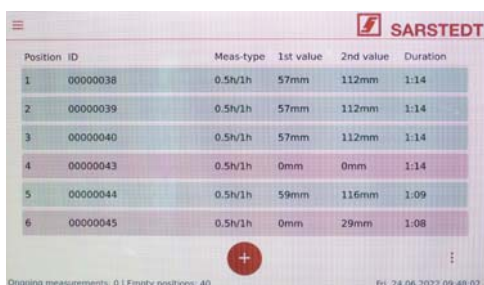 SARSTEDT
Position ID Meas-type 1st value 2nd value Duration
1 00000038 0.5h/1h 57mm 112mm 1:14
2 00000039 0.5h/1h 57mm 112mm 1:14
3 00000040 0.5h/1h 57mm 112mm 1:14
4 00000043 0.5h/1h 0mm 0mm 1:14
5 00000044 0.5h/1h 59mm 116mm 1:09
6 00000045 0.5h/1h 0mm 29mm 1:08
+
Ongoing measurements: 0 | Empty positions: 40 Fri, 24.06.2022 09:48:02